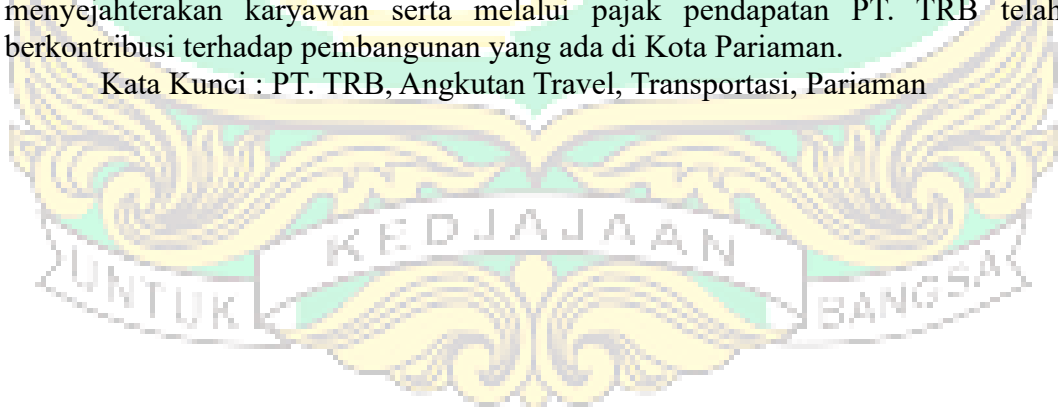 menyejahterakan karyawan serta melalui pajak pendapatan PT. TRB telah
berkontribusi terhadap pembangunan yang ada di Kota Pariaman.
Kata Kunci : PT. TRB, Angkutan Travel, Transportasi, Pariaman
UNTUK KEDJAJAAN BANGSA